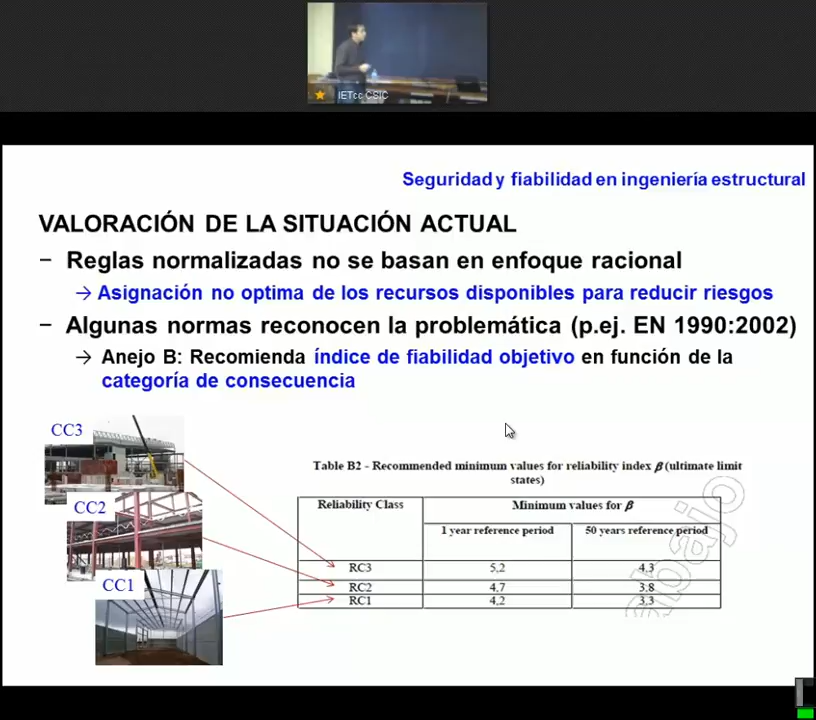 IETcc CSIC
Seguridad y fiabilidad en ingeniería estructural
VALORACIÓN DE LA SITUACIÓN ACTUAL
− Reglas normalizadas no se basan en enfoque racional
→ Asignación no optima de los recursos disponibles para reducir riesgos
− Algunas normas reconocen la problemática (p.ej. EN 1990:2002)
→ Anejo B: Recomienda índice de fiabilidad objetivo en función de la
categoría de consecuencia
CC3
CC2
CC1
Table B2 - Recommended minimum values for reliability index β (ultimate limit
states)
Reliability Class
Minimum values for β
1 year reference period
50 years reference period
RC3 5,2 4,3
RC2 4,7 3,8
RC1 4,2 3,3